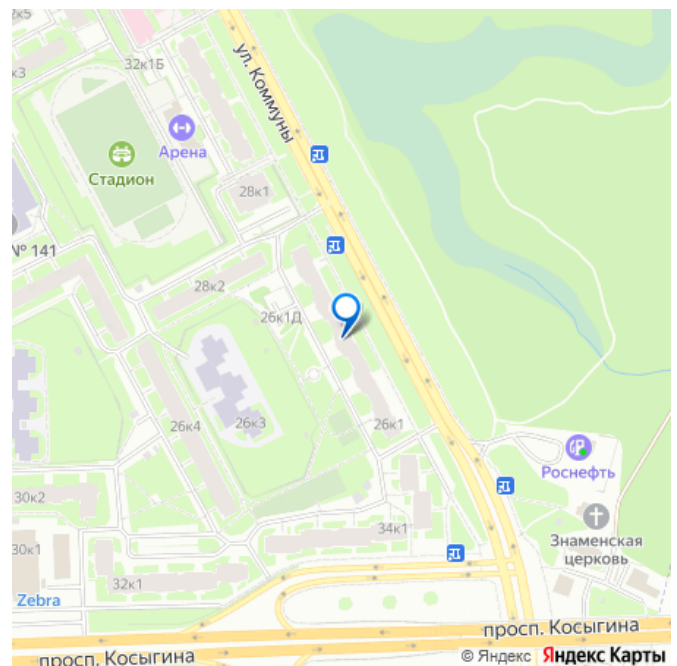 2к5
32к1Б
к3
ул. Коммуны
Арена
Стадион
28к1
№ 141
28к2
26к1Д
26к4
26к3
26к1
Роснефть
30к2
34к1
Знаменская
церковь
30к1
32к1
Zebra
просп. Косыгина
просп. Косыгина
© Яндекс Яндекс Карты